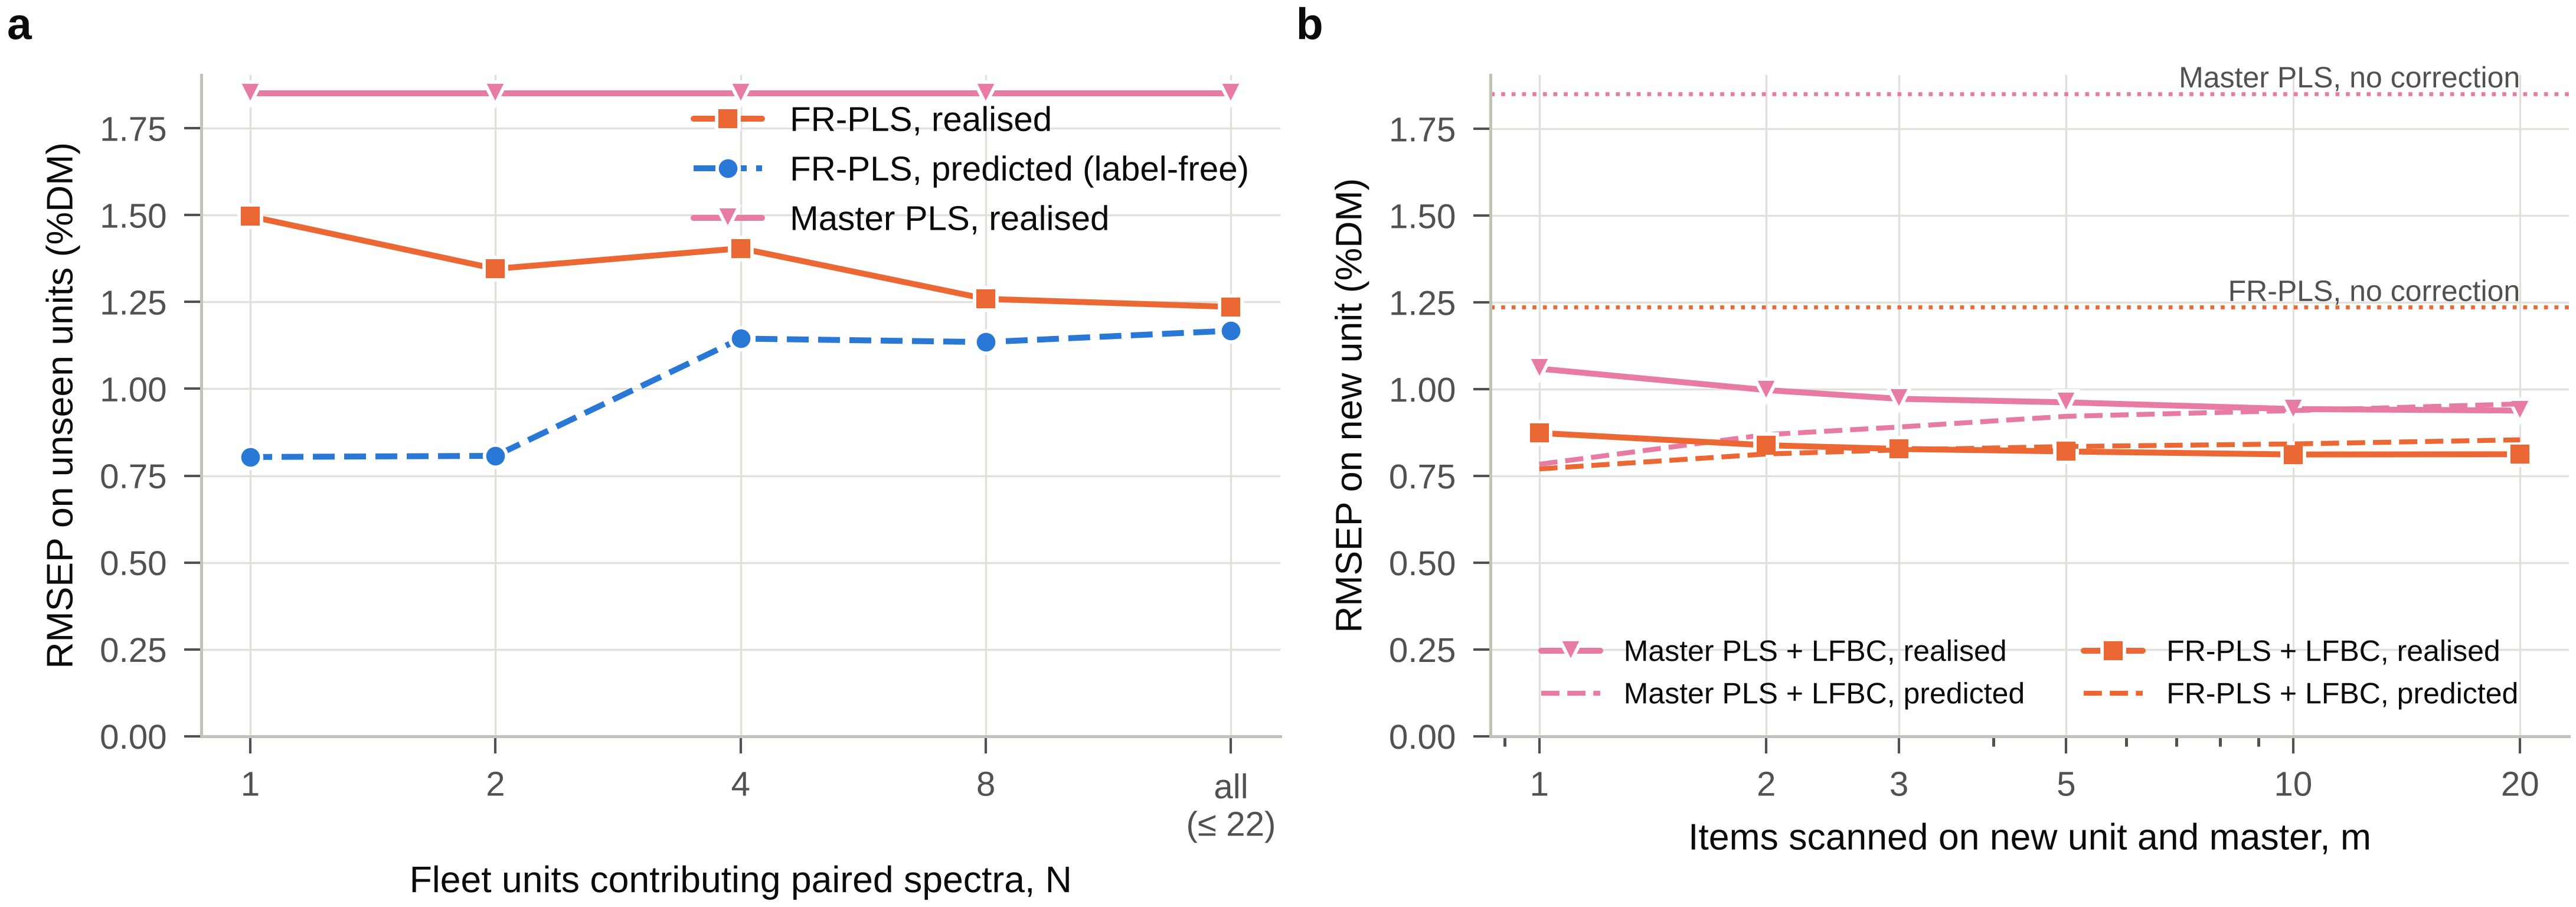 a
RMSEP on unseen units (%DM)
1.75
1.50
1.25
1.00
0.75
0.50
0.25
0.00
FR-PLS, realised
FR-PLS, predicted (label-free)
Master PLS, realised
1 2 4 8 all
(≤ 22)
Fleet units contributing paired spectra, N
b
RMSEP on new unit (%DM)
1.75
1.50
1.25
1.00
0.75
0.50
0.25
0.00
Master PLS, no correction
FR-PLS, no correction
Master PLS + LFBC, realised
Master PLS + LFBC, predicted
FR-PLS + LFBC, realised
FR-PLS + LFBC, predicted
1 2 3 5 10 20
Items scanned on new unit and master, m